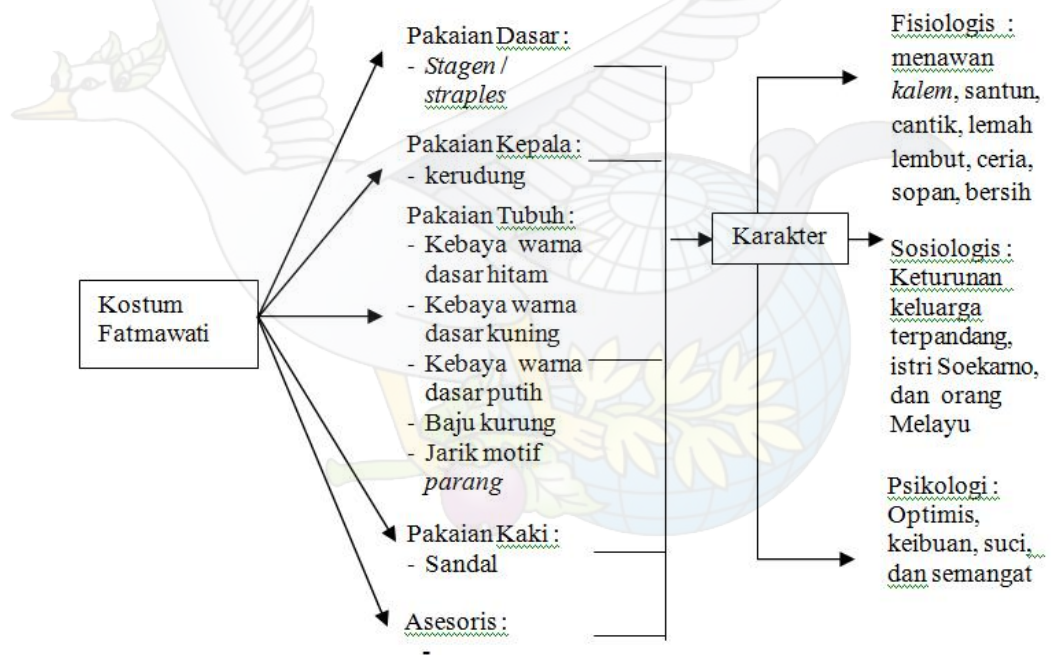 Kostum
Fatmawati
Pakaian Dasar :
- Stagen /
straples
Pakaian Kepala :
- kerudung
Pakaian Tubuh :
- Kebaya warna
dasar hitam
- Kebaya warna
dasar kuning
- Kebaya warna
dasar putih
- Baju kurung
- Jarik motif
parang
Pakaian Kaki :
- Sandal
Asesoris :
-
Karakter
Fisiologis :
menawan
kalem, santun,
cantik, lemah
lembut, ceria,
sopan, bersih
Sosiologis :
Keturunan
keluarga
terpandang,
istri Soekarno,
dan orang
Melayu
Psikologi :
Optimis,
keibuan, suci,
dan semangat